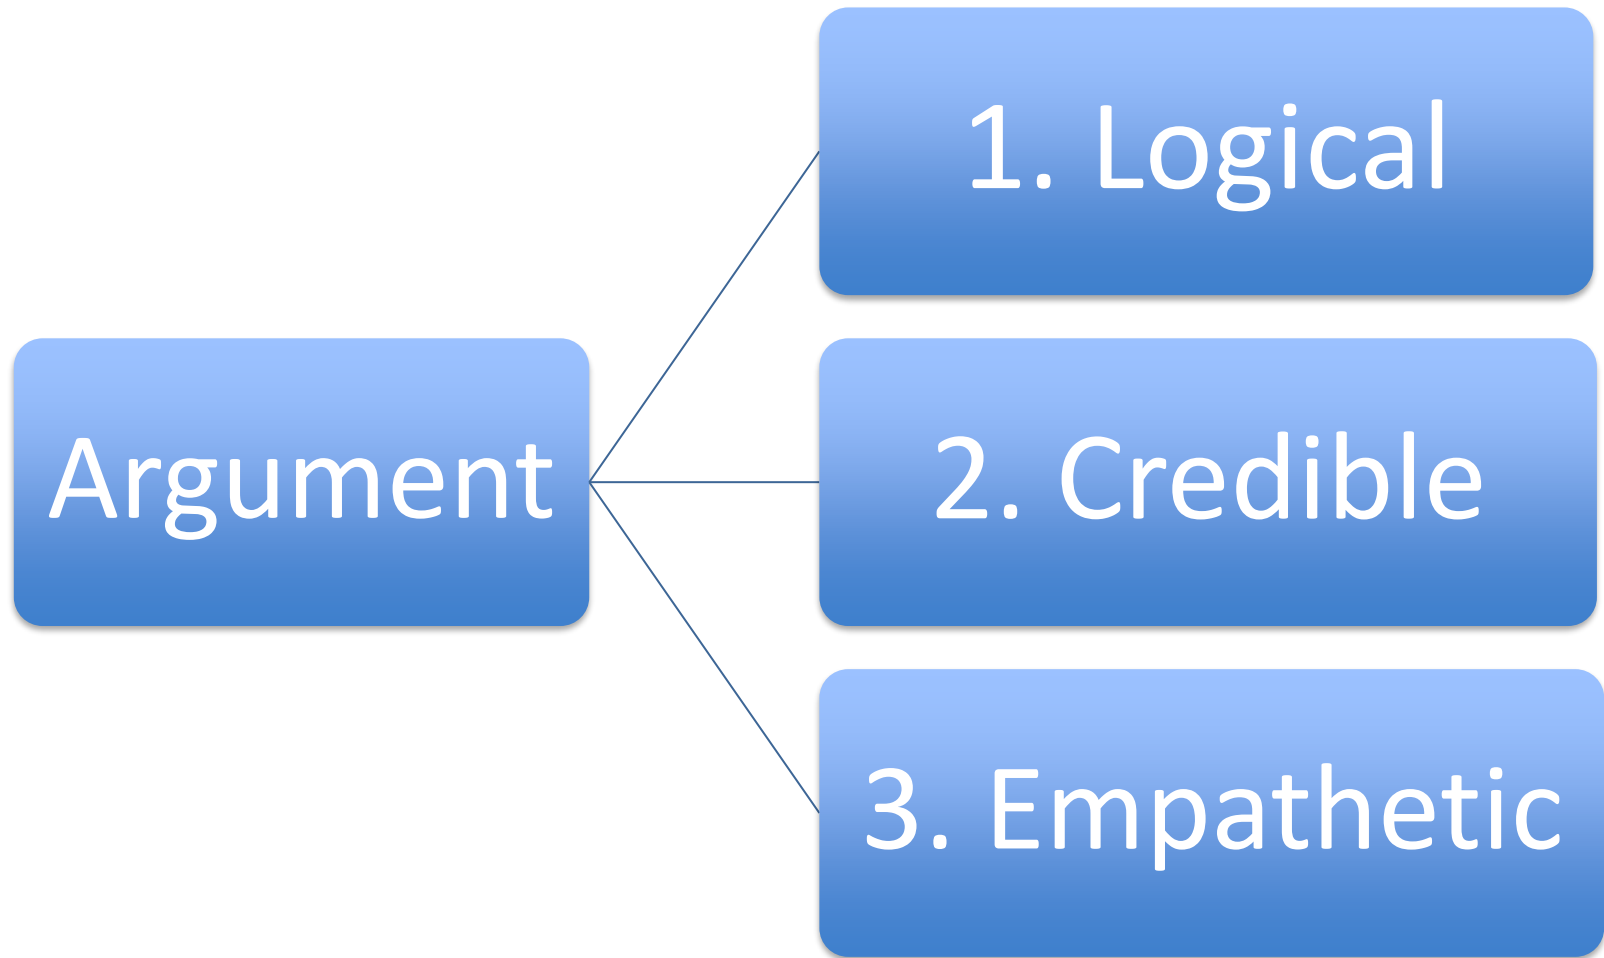 1. Logical
Argument
2. Credible
3. Empathetic